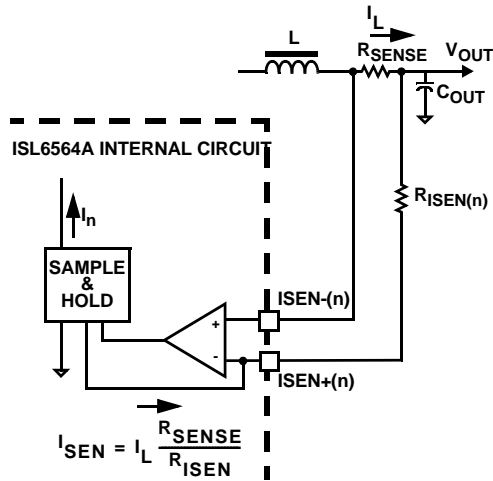 I_L
L
R_SENSE
V_OUT
C_OUT
ISL6564A INTERNAL CIRCUIT
R_ISEN(n)
I_n
SAMPLE
&
HOLD
ISEN-(n)
+
-
ISEN+(n)
I_SEN = I_L R_SENSE / R_ISEN